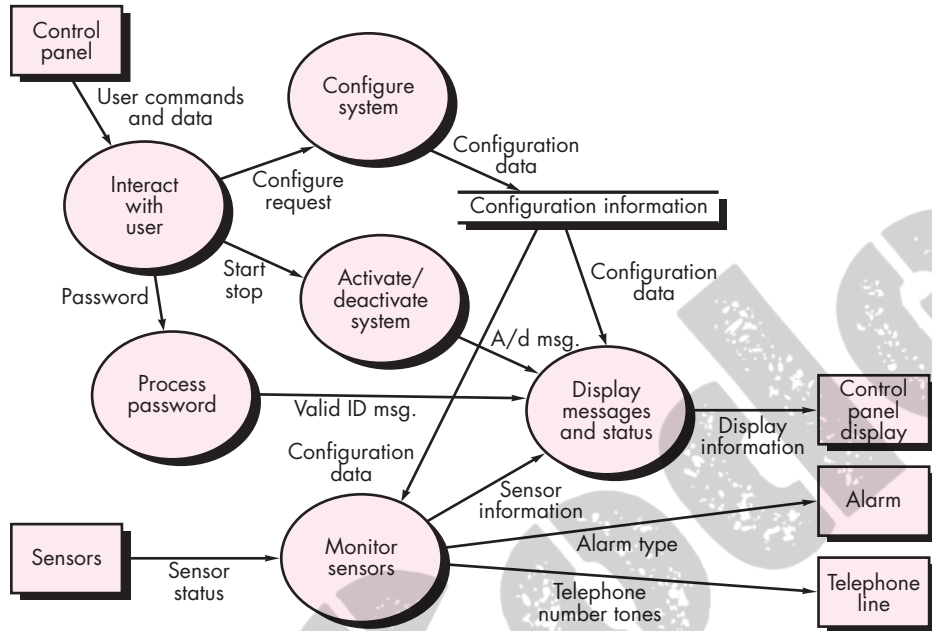 Control
panel
User commands
and data
Configure
system
Interact
with
user
Configure
request
Configuration
data
Configuration information
Start
stop
Activate/
deactivate
system
Configuration
data
Password
A/d msg.
Process
password
Valid ID msg.
Display
messages
and status
Control
panel
display
Display
information
Configuration
data
Sensor
information
Alarm
Sensors
Sensor
status
Monitor
sensors
Alarm type
Telephone
number tones
Telephone
line